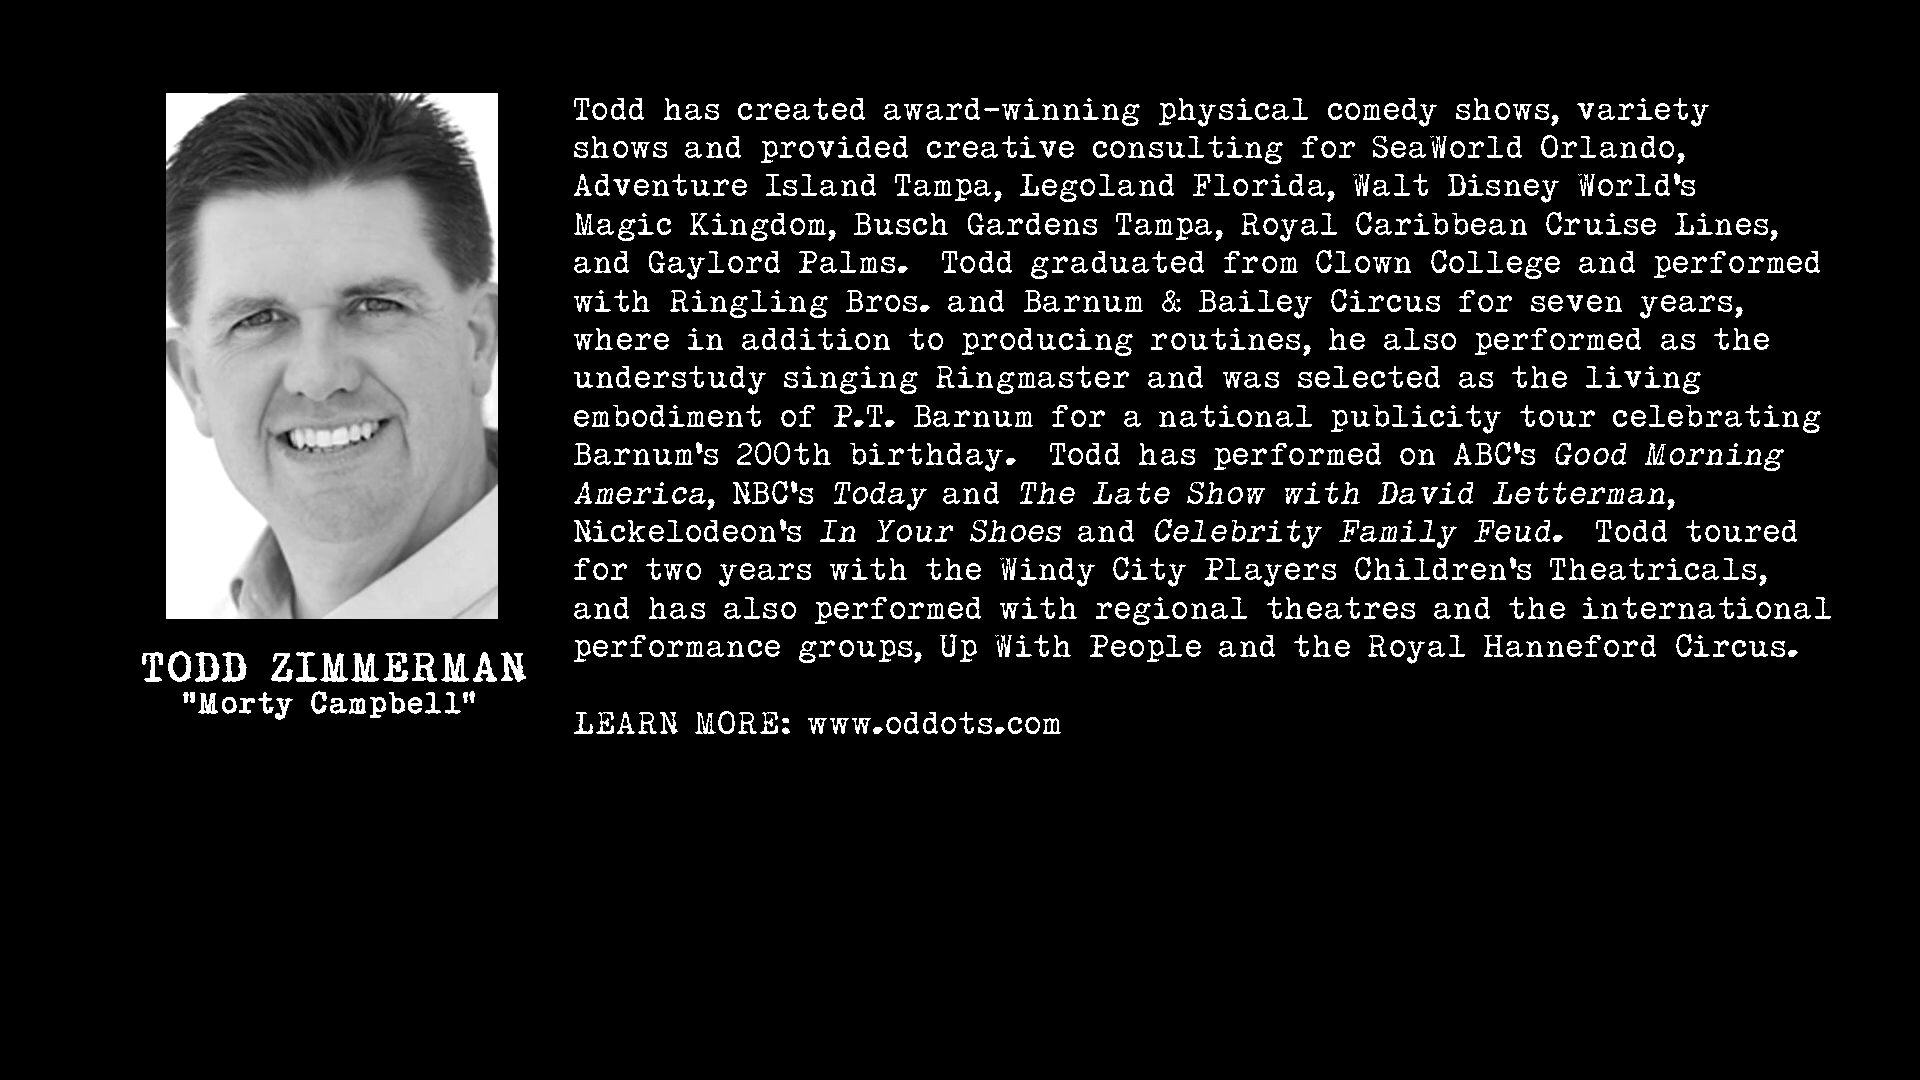 Todd has created award-winning physical comedy shows, variety
shows and provided creative consulting for SeaWorld Orlando,
Adventure Island Tampa, Legoland Florida, Walt Disney World's
Magic Kingdom, Busch Gardens Tampa, Royal Caribbean Cruise Lines,
and Gaylord Palms.  Todd graduated from Clown College and performed
with Ringling Bros. and Barnum & Bailey Circus for seven years,
where in addition to producing routines, he also performed as the
understudy singing Ringmaster and was selected as the living
embodiment of P.T. Barnum for a national publicity tour celebrating
Barnum's 200th birthday.  Todd has performed on ABC's Good Morning
America, NBC's Today and The Late Show with David Letterman,
Nickelodeon's In Your Shoes and Celebrity Family Feud.  Todd toured
for two years with the Windy City Players Children's Theatricals,
and has also performed with regional theatres and the international
performance groups, Up With People and the Royal Hanneford Circus.
LEARN MORE: www.oddots.com
TODD ZIMMERMAN
"Morty Campbell"